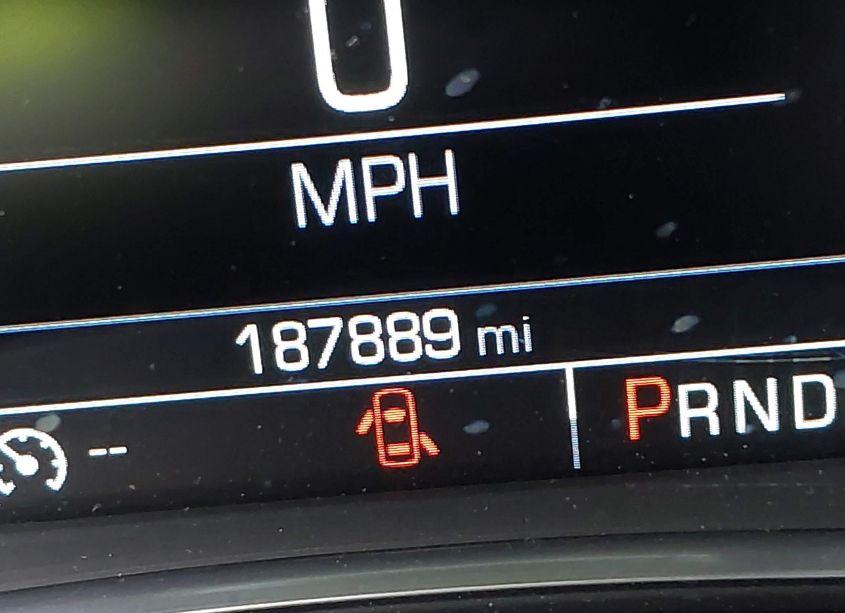 0
MPH
187889 mi
-- PRND